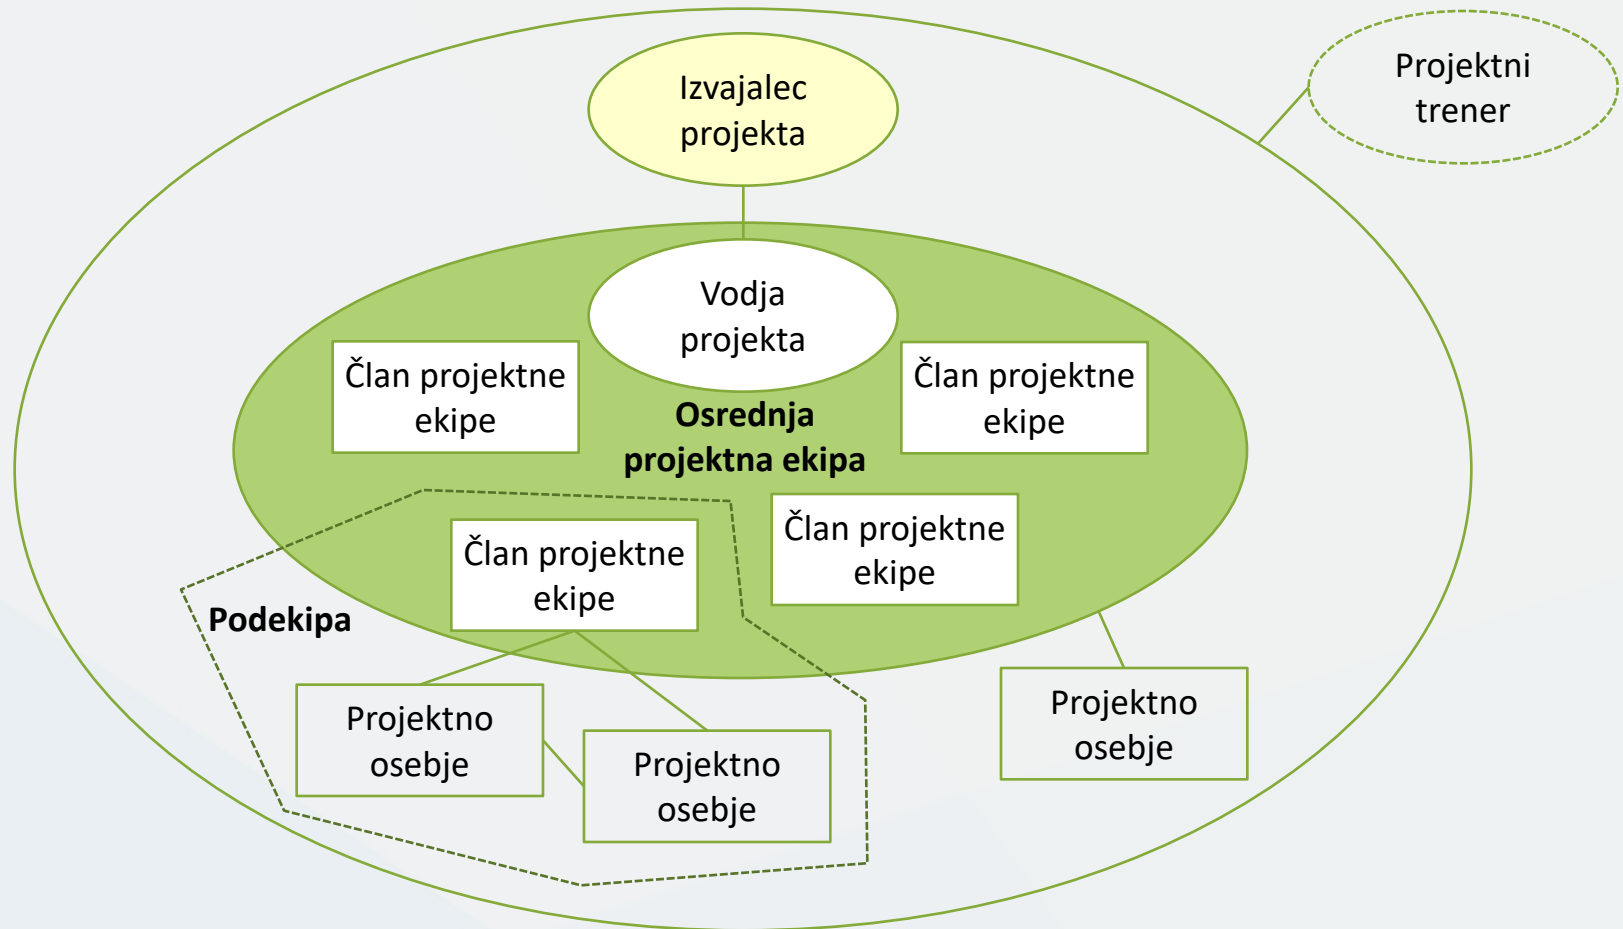 Izvajalec
projekta
Projektni
trener
Vodja
projekta
Član projektne
ekipe
Član projektne
ekipe
Osrednja
projektna ekipa
Član projektne
ekipe
Član projektne
ekipe
Podekipa
Projektno
osebje
Projektno
osebje
Projektno
osebje